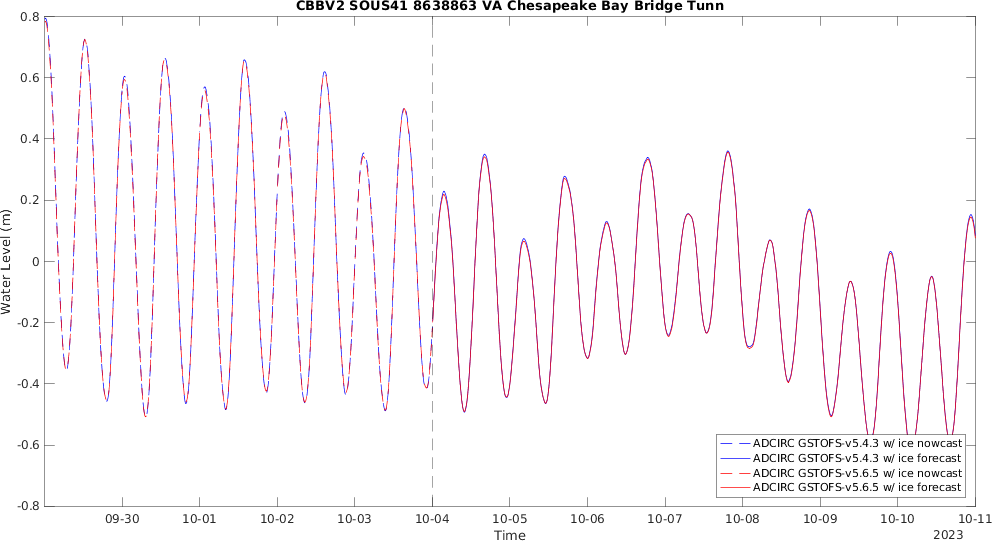 CBBV2 SOUS41 8638863 VA Chesapeake Bay Bridge Tunn
0.8
0.6
0.4
0.2
0
-0.2
-0.4
-0.6
-0.8
Water Level (m)
ADCIRC GSTOFS-v5.4.3 w/ ice nowcast
ADCIRC GSTOFS-v5.4.3 w/ ice forecast
ADCIRC GSTOFS-v5.6.5 w/ ice nowcast
ADCIRC GSTOFS-v5.6.5 w/ ice forecast
09-30 10-01 10-02 10-03 10-04 10-05 10-06 10-07 10-08 10-09 10-10 10-11
Time
2023